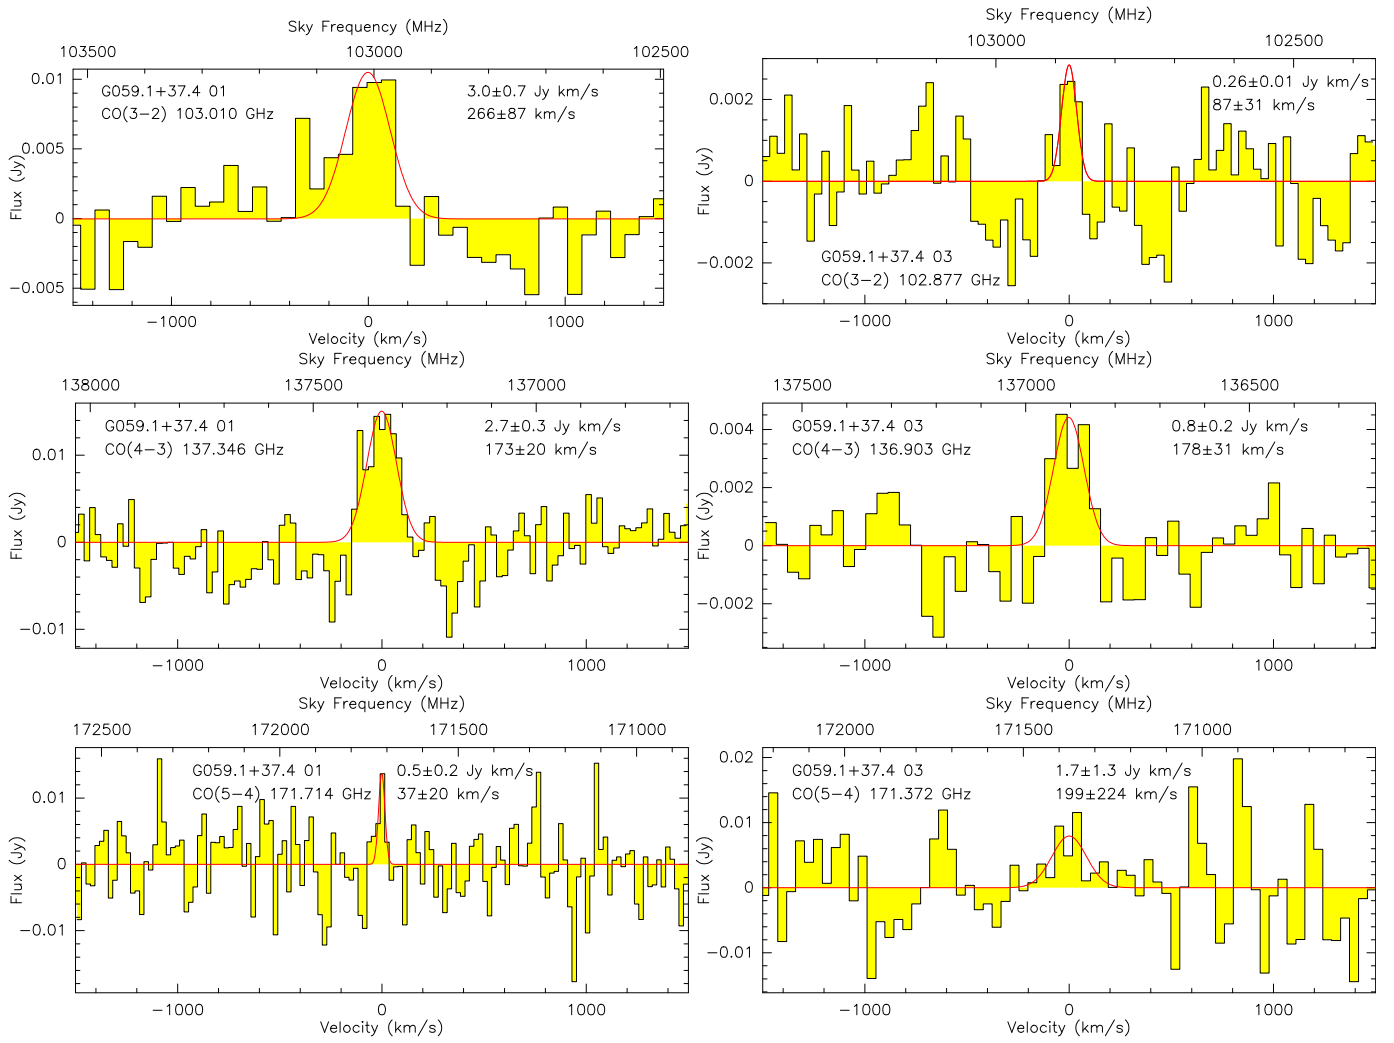 Sky Frequency (MHz)
103500 103000 102500
G059.1+37.4 O1
CO(3−2) 103.010 GHz
3.0±0.7 Jy km/s
266±87 km/s
Flux (Jy)
0.01
0.005
0
−0.005
−1000 0 1000
Velocity (km/s)
Sky Frequency (MHz)
103000 102500
0.26±0.01 Jy km/s
87±31 km/s
Flux (Jy)
0.002
0
−0.002
G059.1+37.4 O3
CO(3−2) 102.877 GHz
−1000 0 1000
Velocity (km/s)
Sky Frequency (MHz)
138000 137500 137000
G059.1+37.4 O1
CO(4−3) 137.346 GHz
2.7±0.3 Jy km/s
173±20 km/s
Flux (Jy)
0.01
0
−0.01
−1000 0 1000
Velocity (km/s)
Sky Frequency (MHz)
137500 137000 136500
G059.1+37.4 O3
CO(4−3) 136.903 GHz
0.8±0.2 Jy km/s
178±31 km/s
Flux (Jy)
0.004
0.002
0
−0.002
−1000 0 1000
Velocity (km/s)
Sky Frequency (MHz)
172500 172000 171500 171000
G059.1+37.4 O1
CO(5−4) 171.714 GHz
0.5±0.2 Jy km/s
37±20 km/s
Flux (Jy)
0.01
0
−0.01
−1000 0 1000
Velocity (km/s)
Sky Frequency (MHz)
172000 171500 171000
G059.1+37.4 O3
CO(5−4) 171.372 GHz
1.7±1.3 Jy km/s
199±224 km/s
Flux (Jy)
0.02
0.01
0
−0.01
−1000 0 1000
Velocity (km/s)